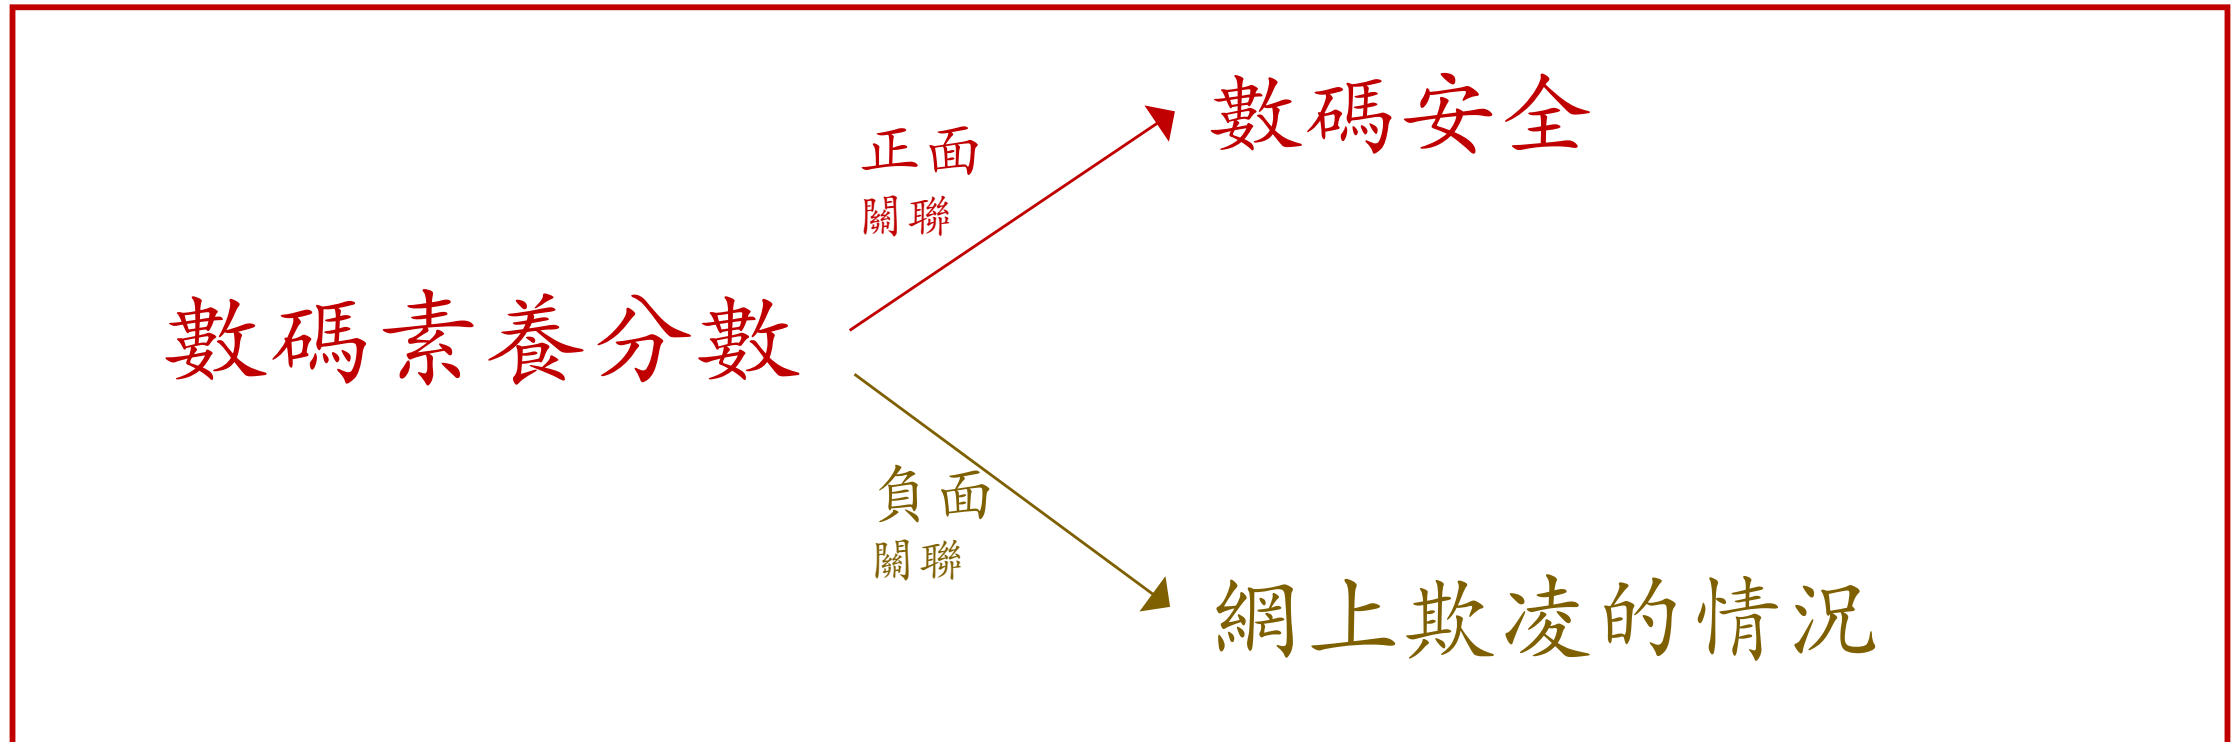 數碼安全
正面
關聯
數碼素養分數
負面
關聯
網上欺凌的情況